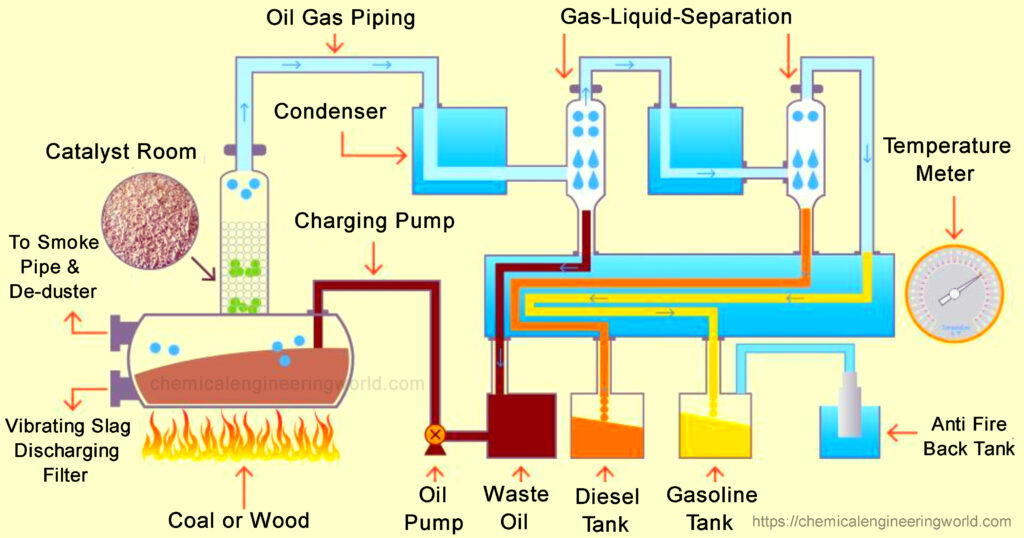 Oil Gas Piping
Gas-Liquid-Separation
Condenser
Catalyst Room
Temperature
Meter
Charging Pump
To Smoke
Pipe &
De-duster
chemicalengineeringworld.com
Vibrating Slag
Discharging
Filter
Anti Fire
Back Tank
Coal or Wood
Oil
Pump
Waste
Oil
Diesel
Tank
Gasoline
Tank
https://chemicalengineeringworld.com